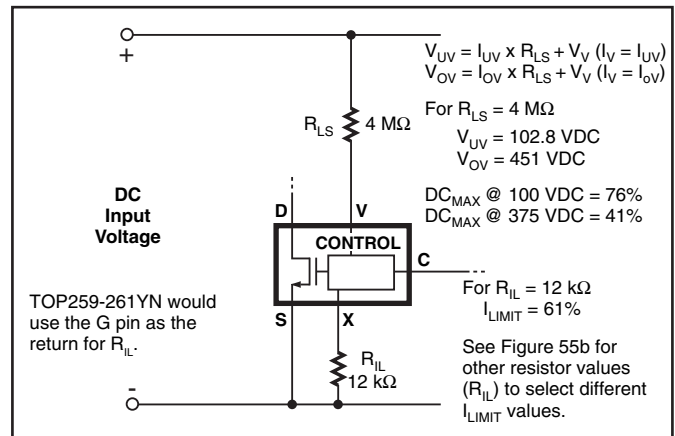 +
V_UV = I_UV x R_LS + V_V (I_V = I_UV)
V_OV = I_OV x R_LS + V_V (I_V = I_oV)
For R_LS = 4 MΩ
V_UV = 102.8 VDC
V_OV = 451 VDC
DC_MAX @ 100 VDC = 76%
DC_MAX @ 375 VDC = 41%
R_LS
4 MΩ
DC
Input
Voltage
D
V
CONTROL
C
S
X
TOP259-261YN would
use the G pin as the
return for R_IL.
For R_IL = 12 kΩ
I_LIMIT = 61%
See Figure 55b for
other resistor values
(R_IL) to select different
I_LIMIT values.
R_IL
12 kΩ
-